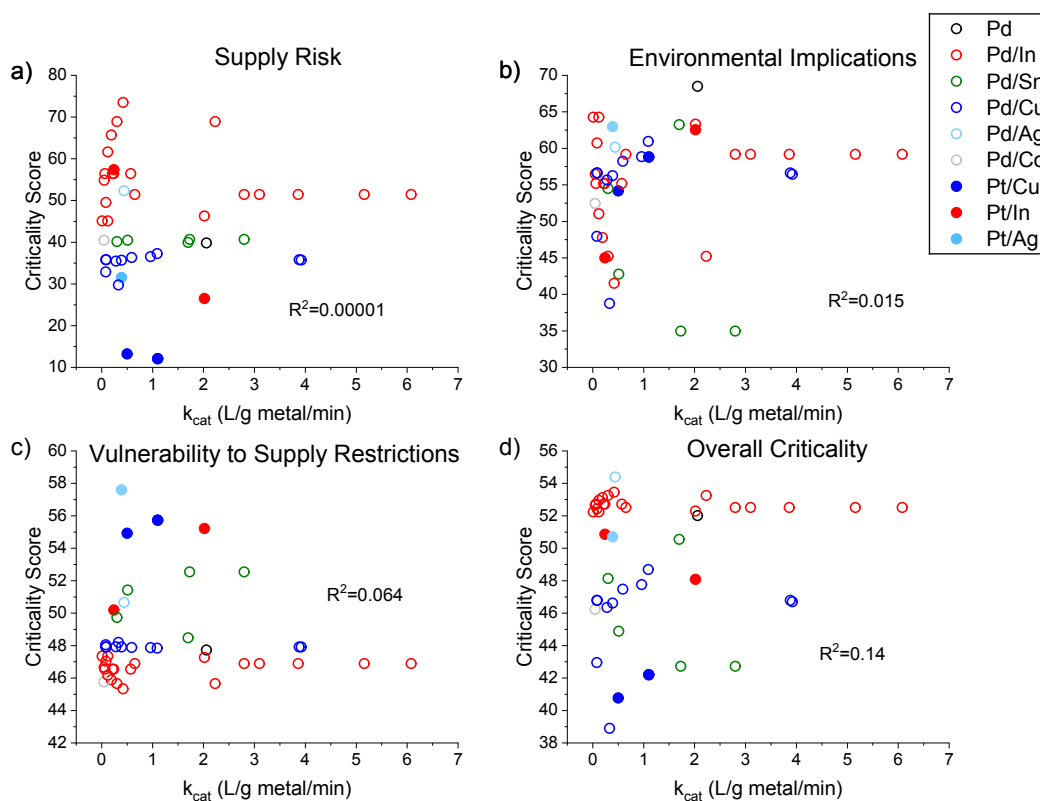 a)
Supply Risk
Criticality Score
80
70
60
50
40
30
20
10
R²=0.00001
0 1 2 3 4 5 6 7
k_cat (L/g metal/min)
b)
Environmental Implications
Criticality Score
70
65
60
55
50
45
40
35
30
R²=0.015
0 1 2 3 4 5 6 7
k_cat (L/g metal/min)
Pd
Pd/In
Pd/Sn
Pd/Cu
Pd/Ag
Pt/Cu
Pt/In
Pt/Ag
c)
Vulnerability to Supply Restrictions
Criticality Score
60
58
56
54
52
50
48
46
44
42
R²=0.064
0 1 2 3 4 5 6 7
k_cat (L/g metal/min)
d)
Overall Criticality
Criticality Score
56
54
52
50
48
46
44
42
40
38
R²=0.14
0 1 2 3 4 5 6 7
k_cat (L/g metal/min)